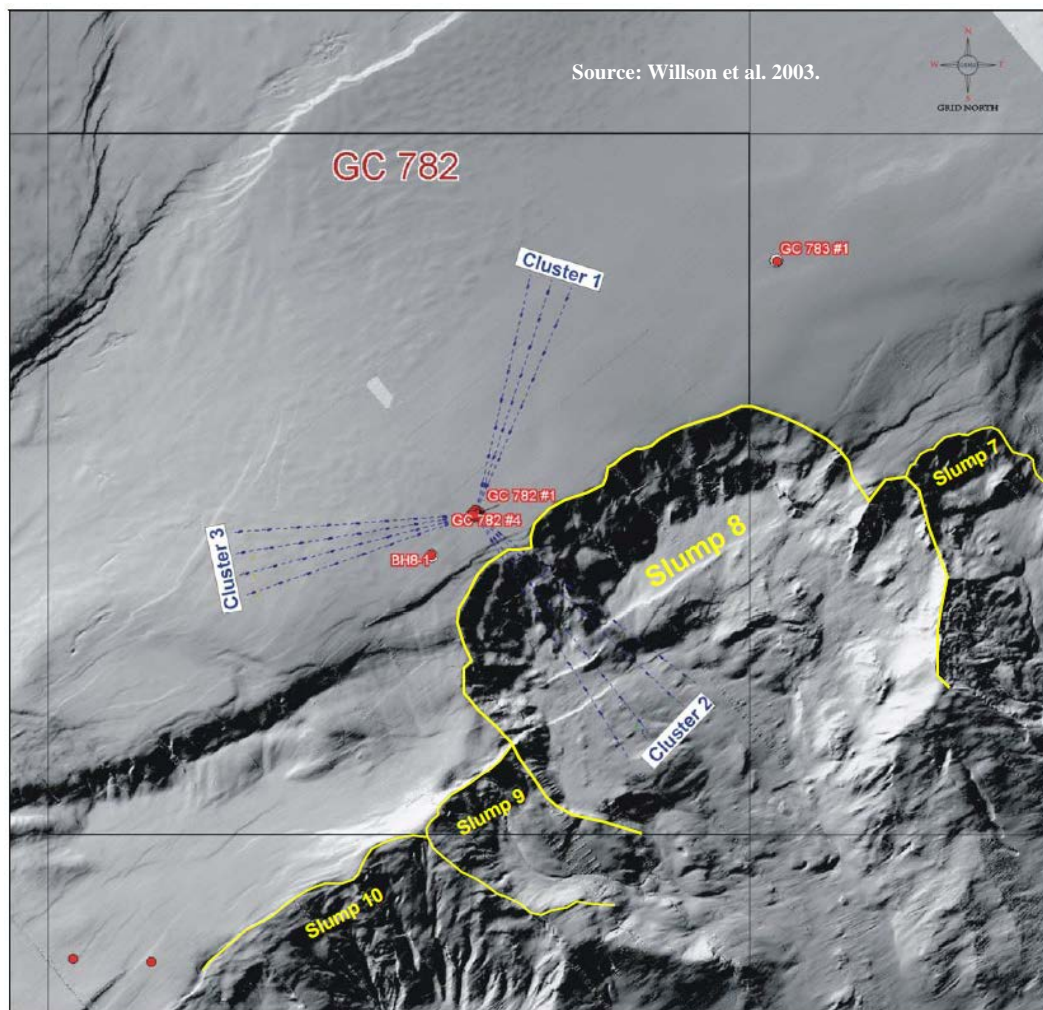 Source: Willson et al. 2003.
N
W
S
GRID NORTH
GC 782
GC 783 #1
Cluster 1
Slump 7
GC 782 #1
GC 782 #4
Slump 8
Cluster 3
BH8-1
Cluster 2
Slump 9
Slump 10